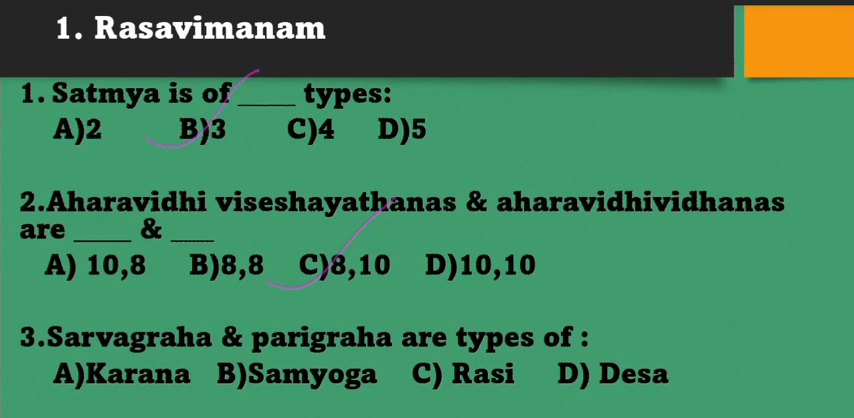 1. Rasavimanam
1. Satmya is of _____ types:
A)2 B)3 C)4 D)5
2.Aharavidhi viseshayathanas & aharavidhividhanas
are _____ & ____
A) 10,8 B)8,8 C)8,10 D)10,10
3.Sarvagraha & parigraha are types of :
A)Karana B)Samyoga C) Rasi D) Desa